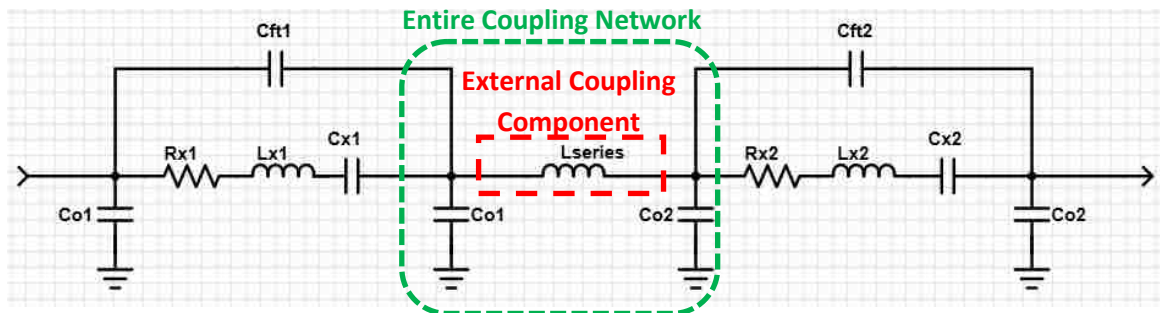 Entire Coupling Network
Cft1
Cft2
External Coupling
Component
Rx1
Lx1
Cx1
Lseries
Rx2
Lx2
Cx2
Co1
Co1
Co2
Co2